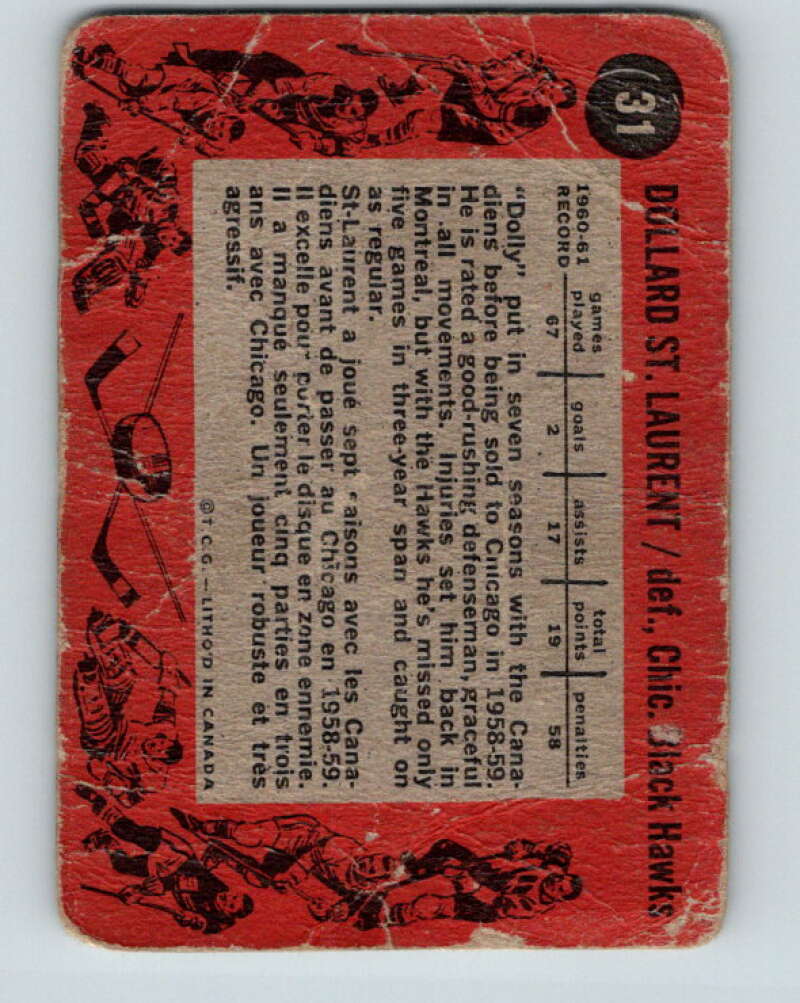 31
DOLLARD ST. LAURENT / def., Chic. Black Hawks
1960-61 games total
RECORD played goals assists points penalties
67 2 17 19 58
"Dolly" put in seven seasons with the Cana-
diens before being sold to Chicago in 1958-59.
He is rated a good-rushing defenseman, graceful
in all movements. Injuries set him back in
Montreal, but with the Hawks he's missed only
five games in three-year span and caught on
as regular.
St-Laurent a joué sept saisons avec les Cana-
diens avant de passer au Chicago en 1958-59.
Il excelle pour porter le disque en zone ennemie.
Il a manqué seulement cinq parties en trois
ans avec Chicago. Un joueur robuste et très
agressif.
© T.C.G. — LITHO'D IN CANADA